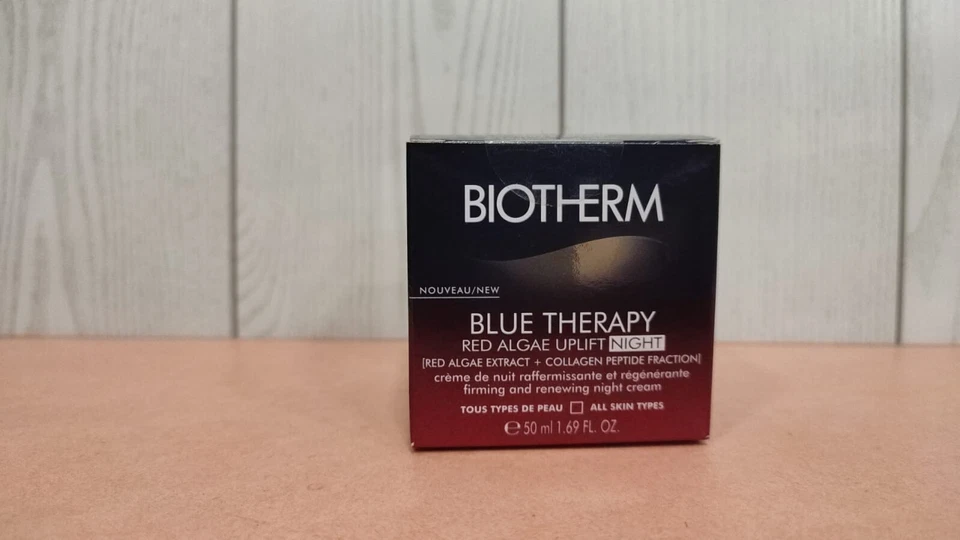 BIOTHERM
NOUVEAU/NEW
BLUE THERAPY
RED ALGAE UPLIFT NIGHT
[RED ALGAE EXTRACT + COLLAGEN PEPTIDE FRACTION]
crème de nuit raffermissante et régénérante
firming and renewing night cream
TOUS TYPES DE PEAU ALL SKIN TYPES
℮ 50 ml 1.69 FL. OZ.